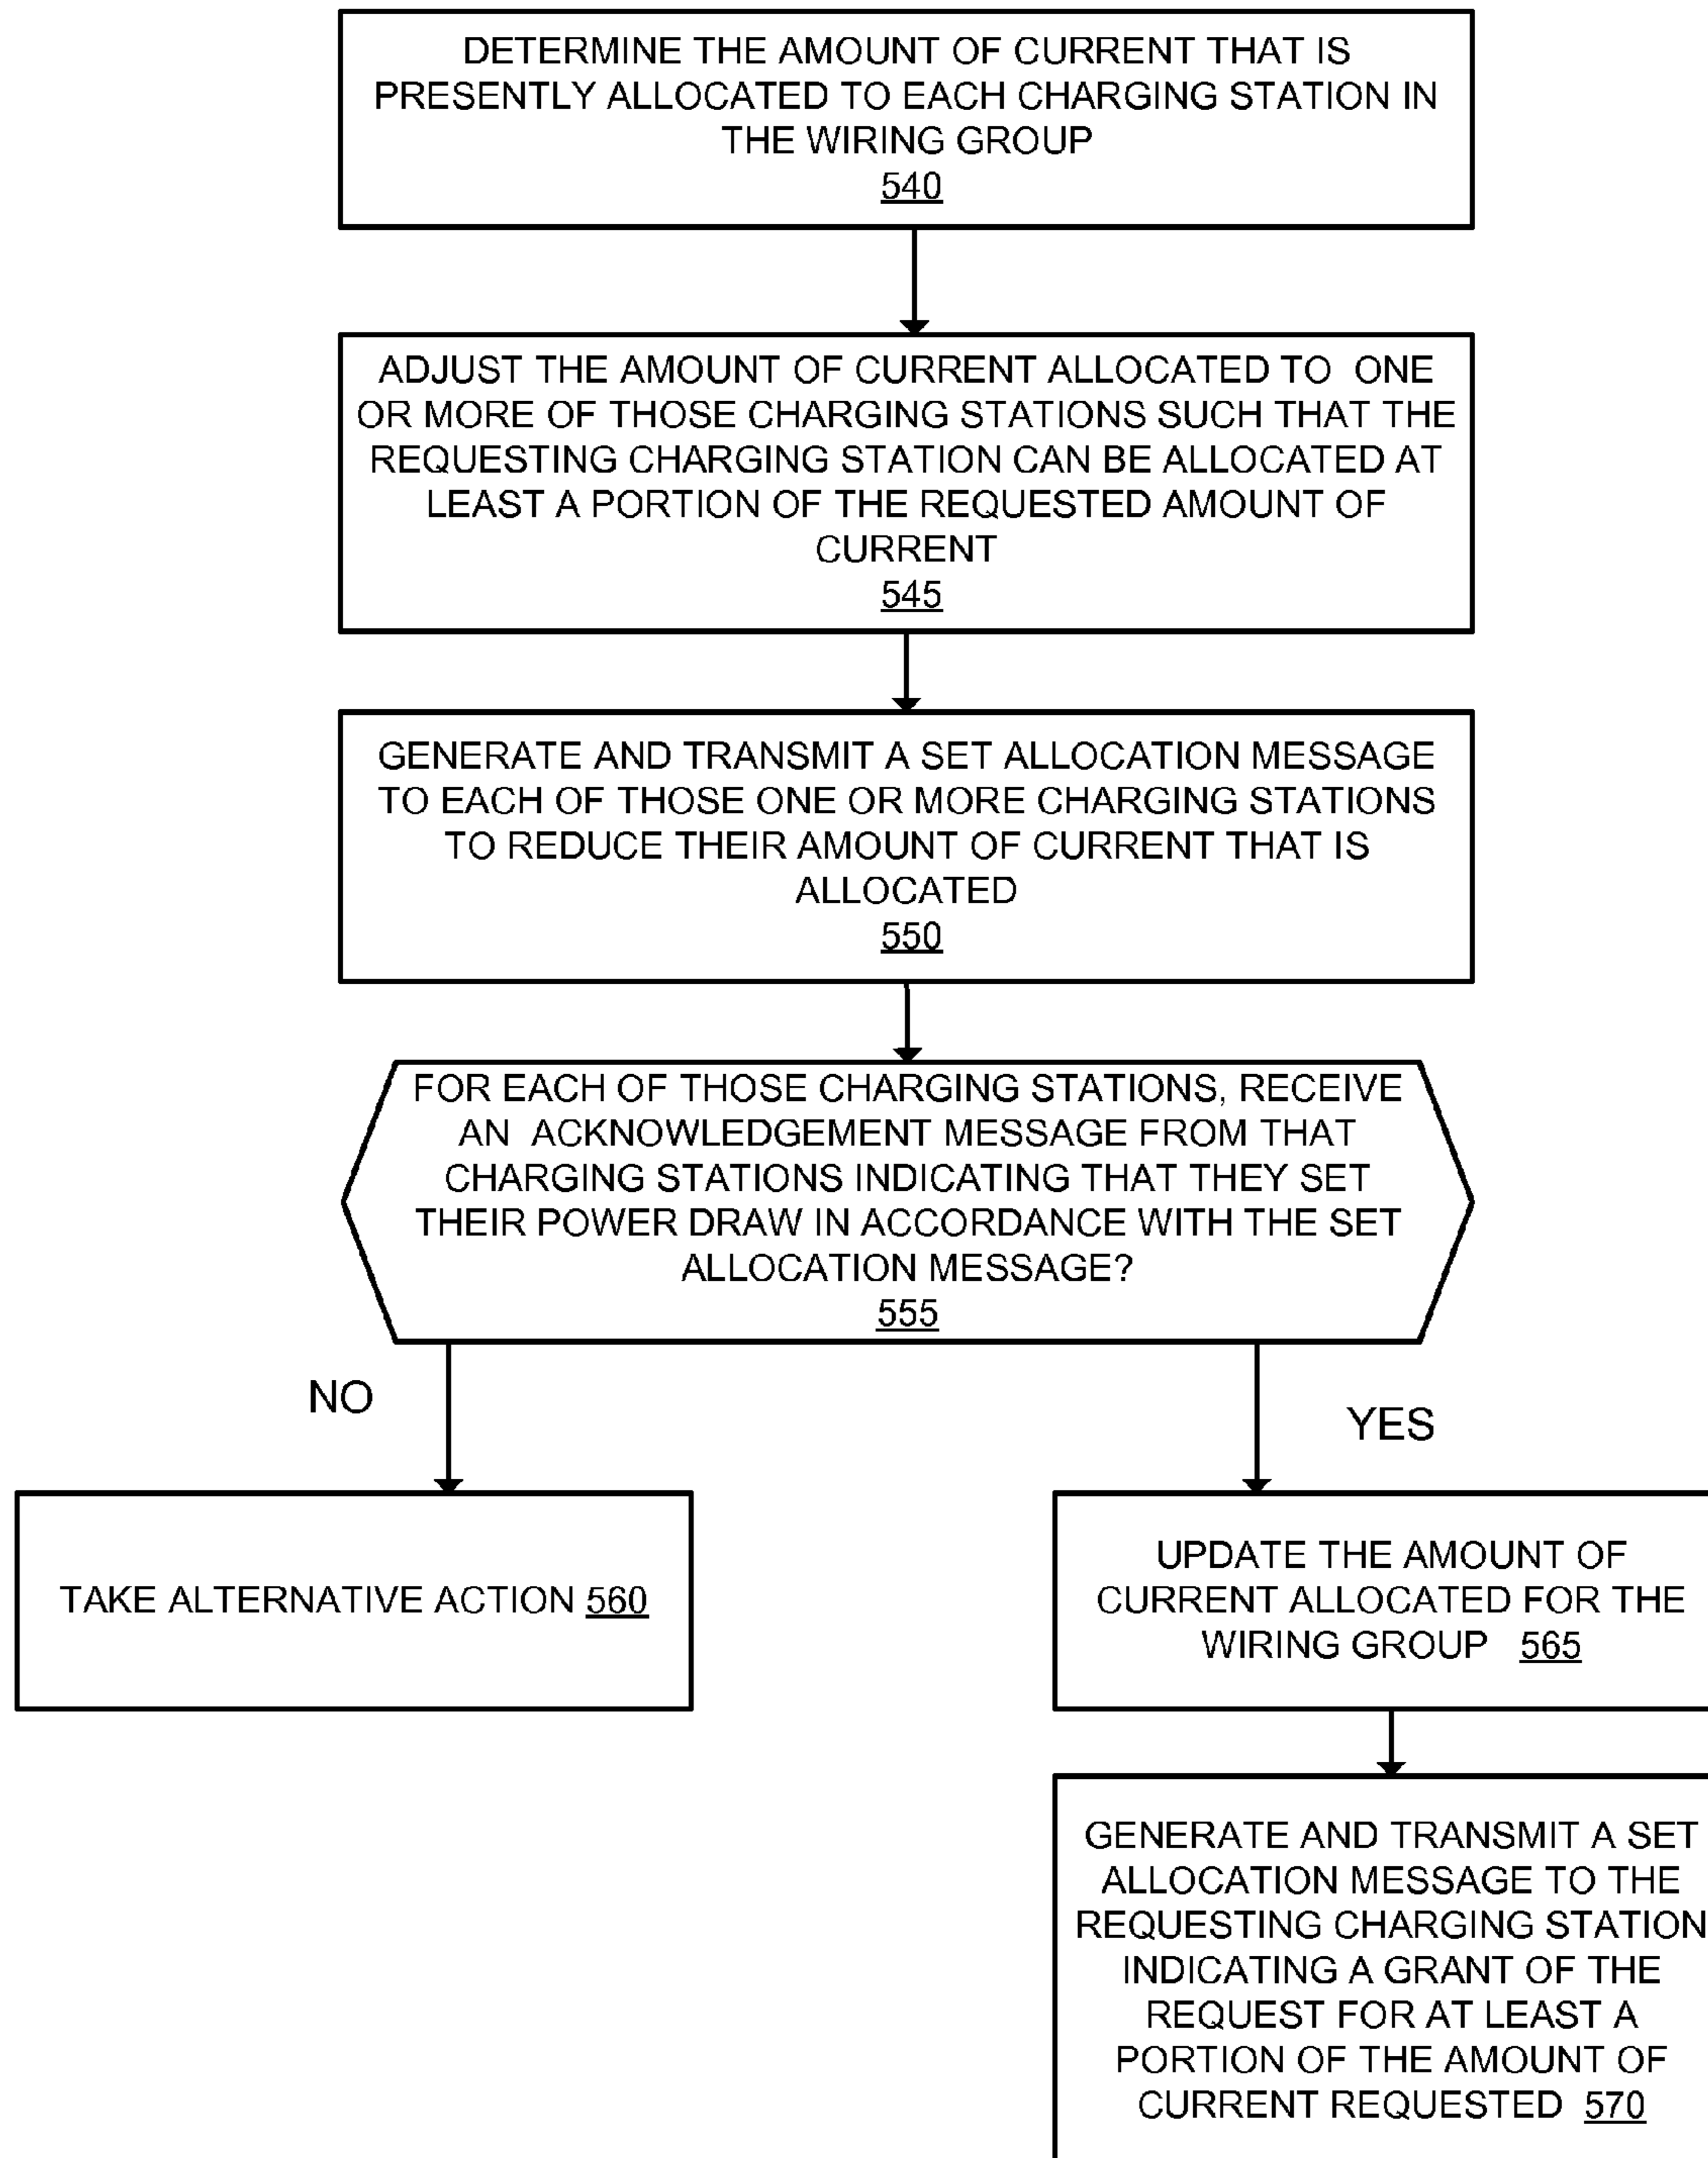 DETERMINE THE AMOUNT OF CURRENT THAT IS
PRESENTLY ALLOCATED TO EACH CHARGING STATION IN
THE WIRING GROUP
540
ADJUST THE AMOUNT OF CURRENT ALLOCATED TO ONE
OR MORE OF THOSE CHARGING STATIONS SUCH THAT THE
REQUESTING CHARGING STATION CAN BE ALLOCATED AT
LEAST A PORTION OF THE REQUESTED AMOUNT OF
CURRENT
545
GENERATE AND TRANSMIT A SET ALLOCATION MESSAGE
TO EACH OF THOSE ONE OR MORE CHARGING STATIONS
TO REDUCE THEIR AMOUNT OF CURRENT THAT IS
ALLOCATED
550
FOR EACH OF THOSE CHARGING STATIONS, RECEIVE
AN ACKNOWLEDGEMENT MESSAGE FROM THAT
CHARGING STATIONS INDICATING THAT THEY SET
THEIR POWER DRAW IN ACCORDANCE WITH THE SET
ALLOCATION MESSAGE?
555
NO
YES
TAKE ALTERNATIVE ACTION 560
UPDATE THE AMOUNT OF
CURRENT ALLOCATED FOR THE
WIRING GROUP 565
GENERATE AND TRANSMIT A SET
ALLOCATION MESSAGE TO THE
REQUESTING CHARGING STATION
INDICATING A GRANT OF THE
REQUEST FOR AT LEAST A
PORTION OF THE AMOUNT OF
CURRENT REQUESTED 570